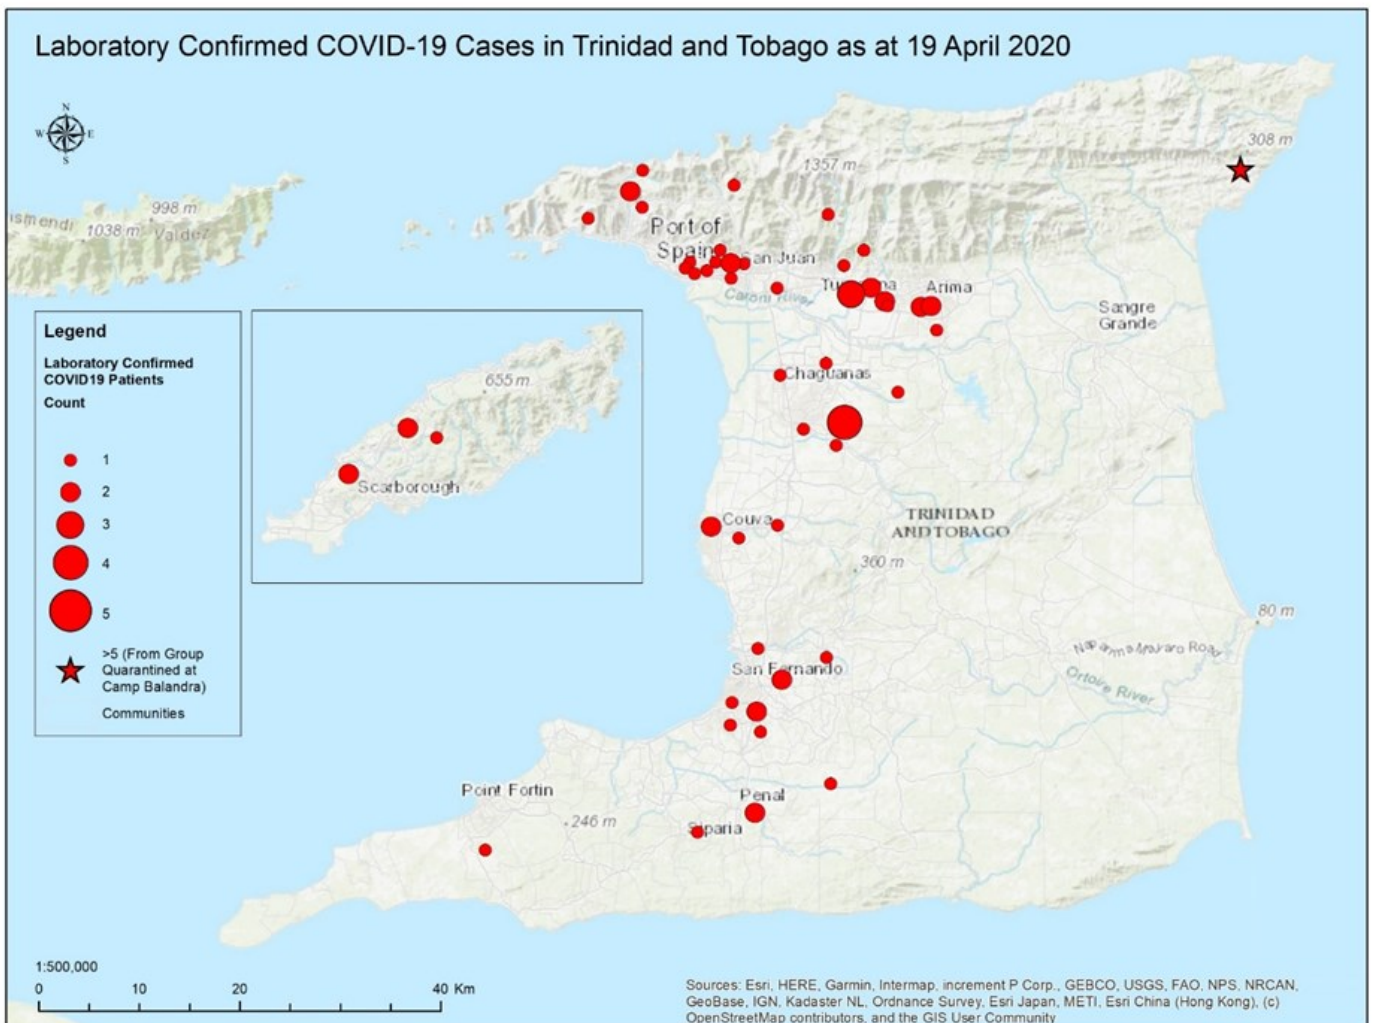 Laboratory Confirmed COVID-19 Cases in Trinidad and Tobago as at 19 April 2020
N
W E
S
308 m
1357 m
998 m
1038 m
Valdez
Port of
Spain
San Juan
Caroni River
Arima
Sangre
Grande
Legend
Laboratory Confirmed
COVID19 Patients
Count
1
2
3
4
5
>5 (From Group
Quarantined at
Camp Balandra)
Communities
655 m
Scarborough
Chaguanas
Couva
TRINIDAD
AND TOBAGO
360 m
80 m
San Fernando
Ortoire River
Point Fortin
Penal
246 m
Siparia
1:500,000
0 10 20 40 Km
Sources: Esri, HERE, Garmin, Intermap, increment P Corp., GEBCO, USGS, FAO, NPS, NRCAN,
GeoBase, IGN, Kadaster NL, Ordnance Survey, Esri Japan, METI, Esri China (Hong Kong), (c)
OpenStreetMap contributors, and the GIS User Community